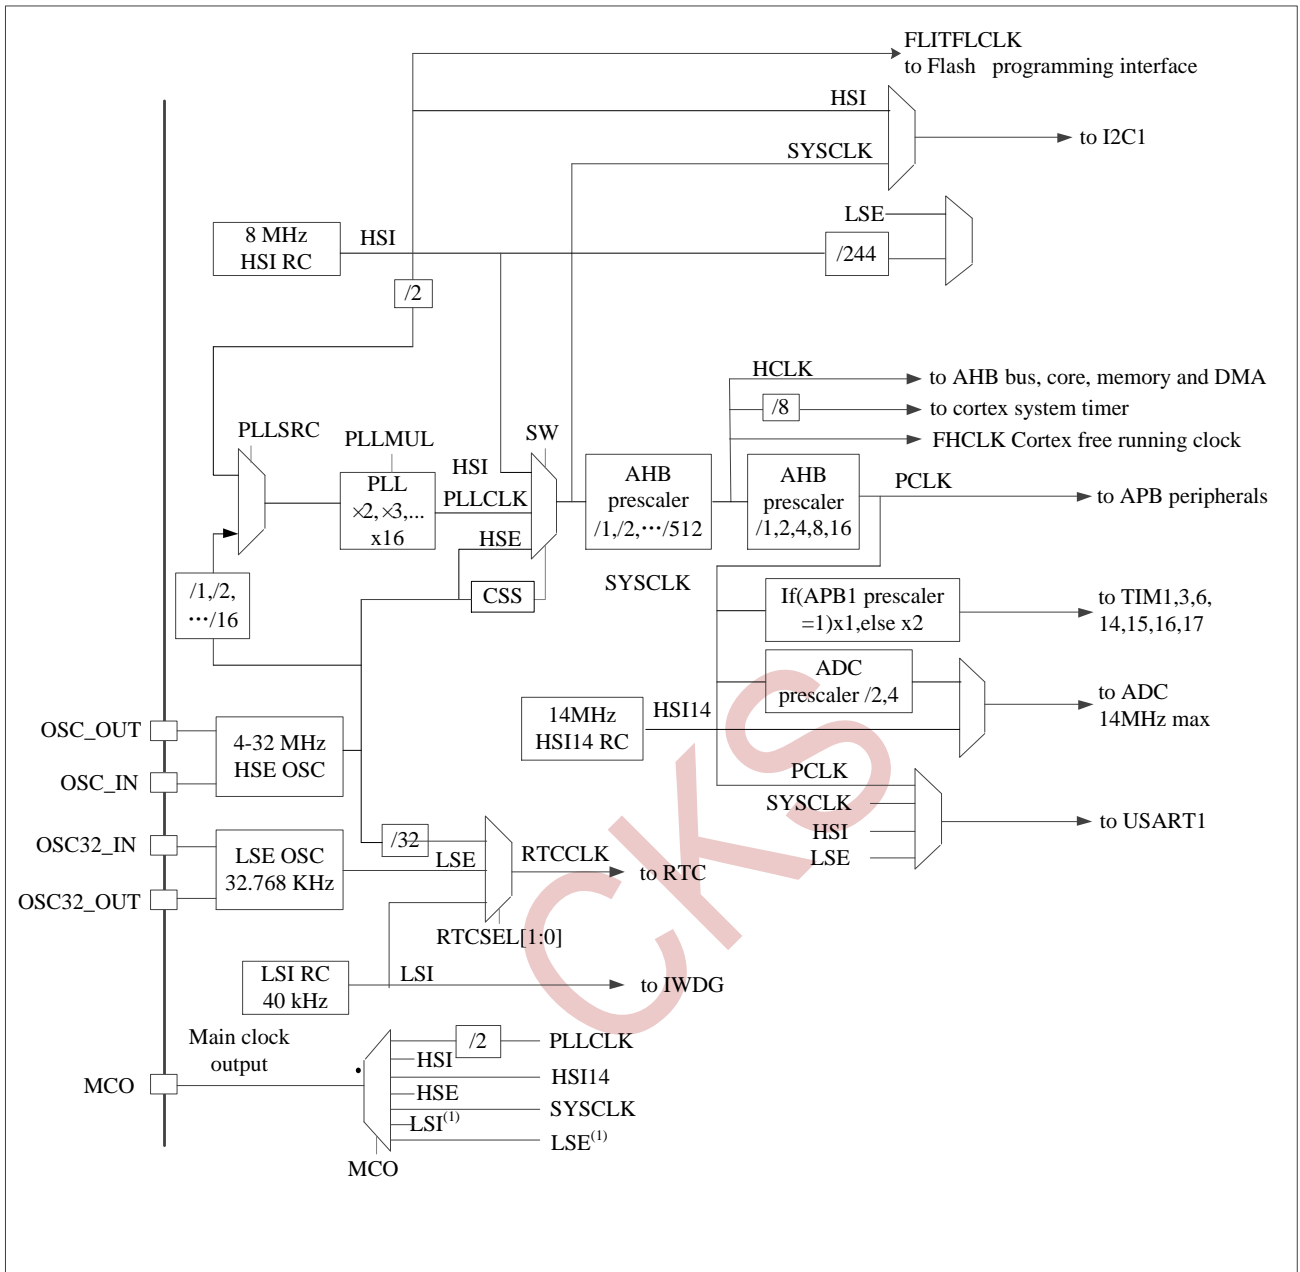 FLITFLCLK
to Flash programming interface
HSI
to I2C1
SYSCLK
LSE
8 MHz
HSI RC
HSI
/244
/2
HCLK
to AHB bus, core, memory and DMA
/8
to cortex system timer
FHCLK Cortex free running clock
PLLSRC
PLLMUL
SW
HSI
PLL
×2,×3,...
x16
PLLCLK
HSE
AHB
prescaler
/1,/2,…/512
AHB
prescaler
/1,2,4,8,16
PCLK
to APB peripherals
/1,/2,
…/16
CSS
SYSCLK
If(APB1 prescaler
=1)x1,else x2
to TIM1,3,6,
14,15,16,17
ADC
prescaler /2,4
to ADC
14MHz max
14MHz
HSI14 RC
HSI14
OSC_OUT
OSC_IN
4-32 MHz
HSE OSC
PCLK
SYSCLK
HSI
LSE
to USART1
OSC32_IN
OSC32_OUT
LSE OSC
32.768 KHz
/32
LSE
RTCCLK
to RTC
RTCSEL[1:0]
LSI RC
40 kHz
LSI
to IWDG
Main clock
output
MCO
/2
PLLCLK
HSI
HSI14
HSE
SYSCLK
LSI(1)
LSE(1)
MCO
CKS